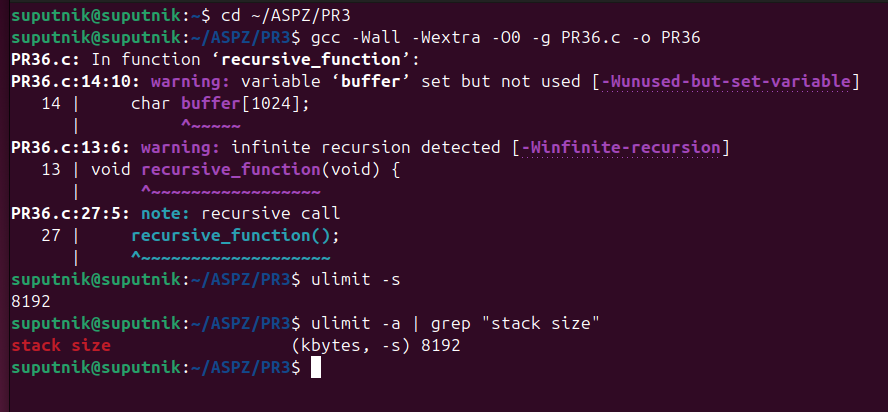 suputnik@suputnik:~$ cd ~/ASPZ/PR3
suputnik@suputnik:~/ASPZ/PR3$ gcc -Wall -Wextra -O0 -g PR36.c -o PR36
PR36.c: In function ‘recursive_function’:
PR36.c:14:10: warning: variable ‘buffer’ set but not used [-Wunused-but-set-variable]
   14 |     char buffer[1024];
      |          ^~~~~~
PR36.c:13:6: warning: infinite recursion detected [-Winfinite-recursion]
   13 | void recursive_function(void) {
      |      ^~~~~~~~~~~~~~~~~~
PR36.c:27:5: note: recursive call
   27 |     recursive_function();
      |     ^~~~~~~~~~~~~~~~~~~~
suputnik@suputnik:~/ASPZ/PR3$ ulimit -s
8192
suputnik@suputnik:~/ASPZ/PR3$ ulimit -a | grep "stack size"
stack size                  (kbytes, -s) 8192
suputnik@suputnik:~/ASPZ/PR3$